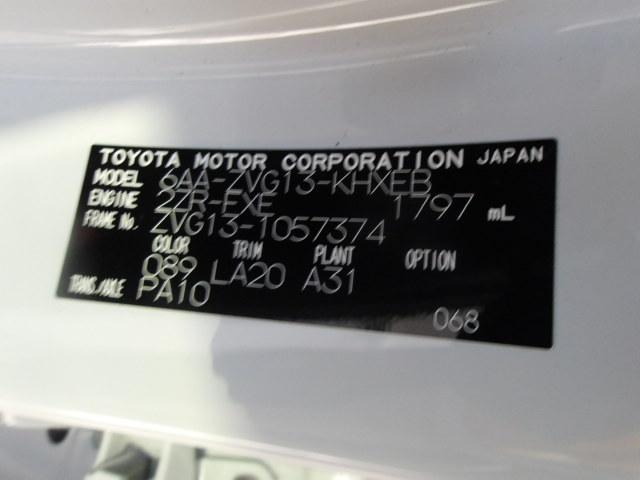 TOYOTA MOTOR CORPORATION JAPAN
MODEL 6AA-ZVG13-KHXEB
ENGINE 2ZR-FXE 1797 mL
FRAME No. ZVG13-1057374
COLOR TRIM PLANT OPTION
089 LA20 A31
TRANS./AXLE PA10
068